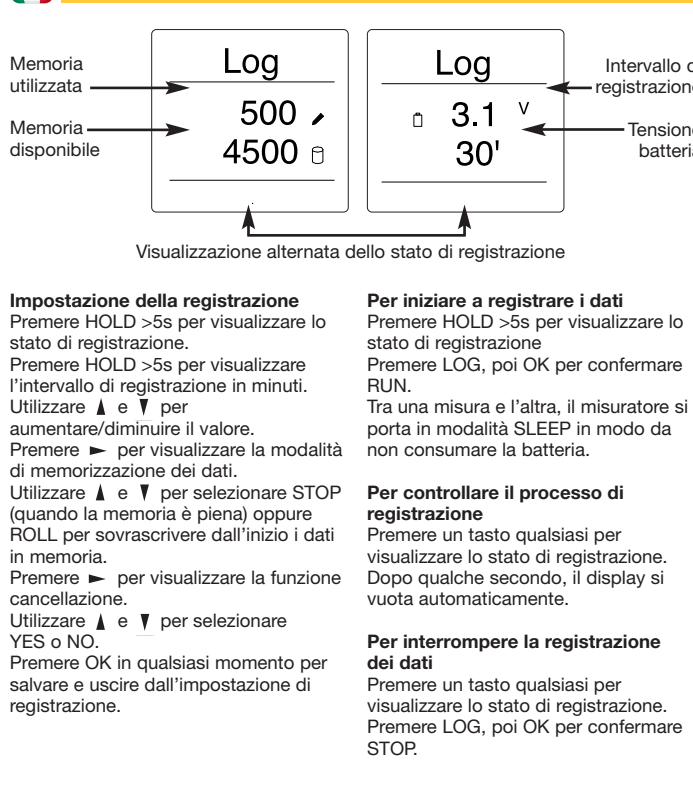 Memoria
utilizzata
Memoria
disponibile
Log
500
4500
Log
3.1 V
30'
Intervallo
registrazione
Tensione
batteria
Visualizzazione alternata dello stato di registrazione
Impostazione della registrazione
Premere HOLD >5s per visualizzare lo
stato di registrazione.
Premere HOLD >5s per visualizzare
l'intervallo di registrazione in minuti.
Utilizzare ▲ e ▼ per
aumentare/diminuire il valore.
Premere ► per visualizzare la modalità
di memorizzazione dei dati.
Utilizzare ▲ e ▼ per selezionare STOP
(quando la memoria è piena) oppure
ROLL per sovrascrivere dall'inizio i dati
in memoria.
Premere ► per visualizzare la funzione
cancellazione.
Utilizzare ▲ e ▼ per selezionare
YES o NO.
Premere OK in qualsiasi momento per
salvare e uscire dall'impostazione di
registrazione.
Per iniziare a registrare i dati
Premere HOLD >5s per visualizzare lo
stato di registrazione
Premere LOG, poi OK per confermare
RUN.
Tra una misura e l'altra, il misuratore si
porta in modalità SLEEP in modo da
non consumare la batteria.
Per controllare il processo di
registrazione
Premere un tasto qualsiasi per
visualizzare lo stato di registrazione.
Dopo qualche secondo, il display si
vuota automaticamente.
Per interrompere la registrazione
dei dati
Premere un tasto qualsiasi per
visualizzare lo stato di registrazione.
Premere LOG, poi OK per confermare
STOP.